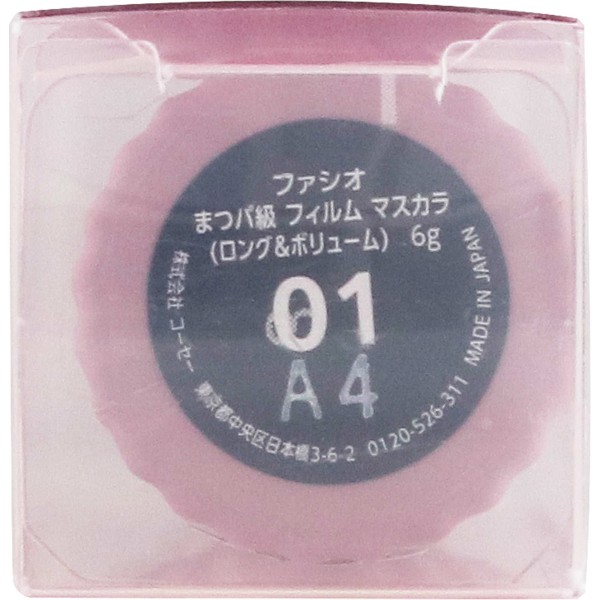 ファシオ
まつパ級 フィルム マスカラ
(ロング&ボリューム) 6g
01
A4
株式会社 コーセー 東京都中央区日本橋3-6-2 0120-526-311 MADE IN JAPAN